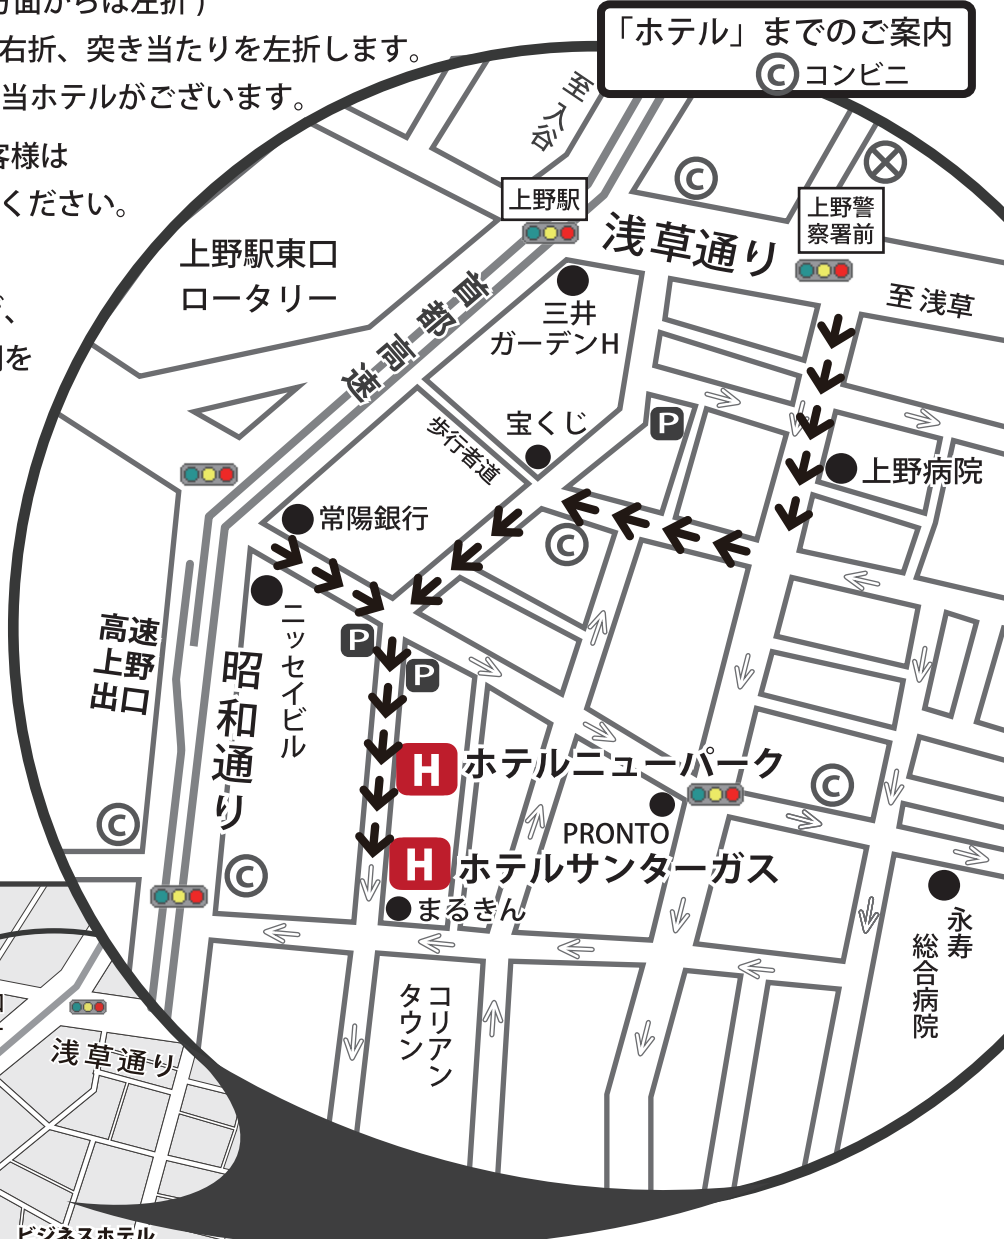 方面からは左折）
右折、突き当たりを左折します。
当ホテルがございます。
客様は
ください。
を
「ホテル」までのご案内
C コンビニ
至入谷
C
上野駅
浅草通り
上野警
察署前
上野駅東口
ロータリー
首都高速
三井
ガーデンH
至浅草
P
宝くじ
歩行者道
上野病院
常陽銀行
C
P
P
高速
上野
出口
昭和通り
ニッセイビル
H ホテルニューパーク
C
PRONTO
C
H ホテルサンターガス
C
まるきん
永寿
総合病院
コリアン
タウン
浅草通り
ビジネスホテル